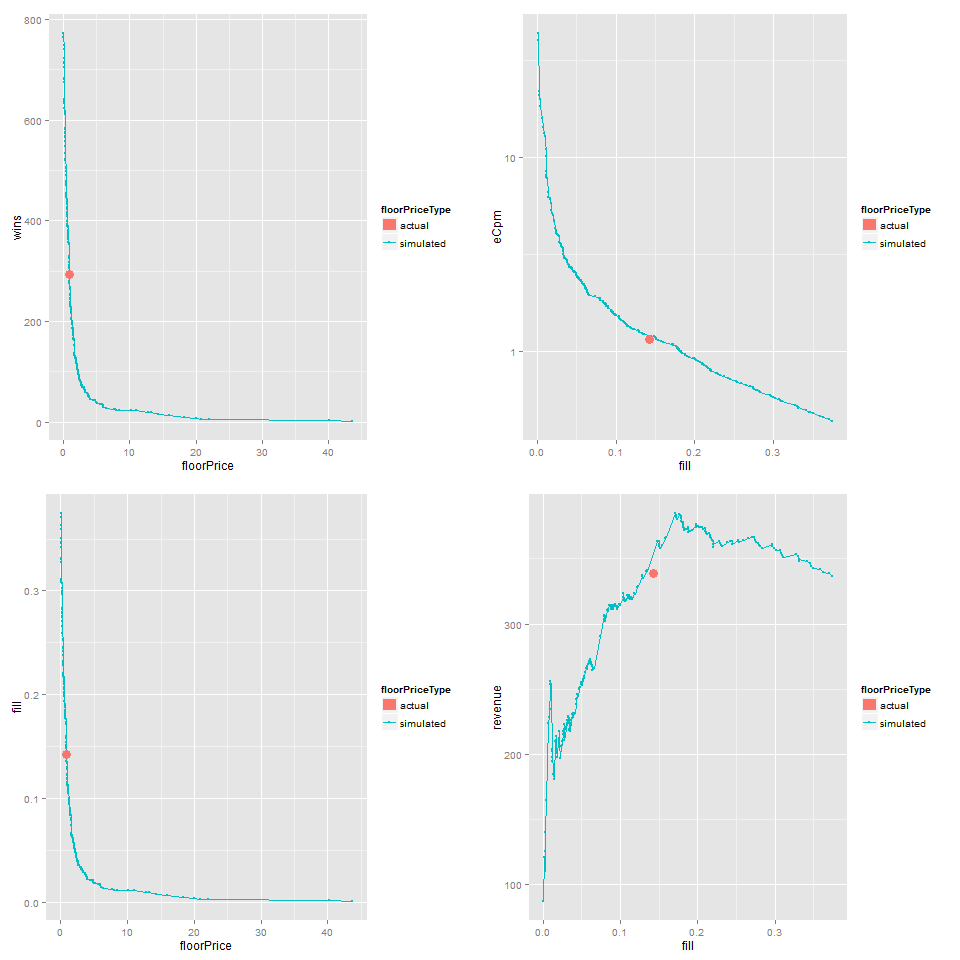 800
600
400
200
0
wins
0 10 20 30 40
floorPrice
floorPriceType
actual
simulated
10
1
eCpm
0.0 0.1 0.2 0.3
fill
floorPriceType
actual
simulated
0.3
0.2
0.1
0.0
fill
0 10 20 30 40
floorPrice
floorPriceType
actual
simulated
300
200
100
revenue
0.0 0.1 0.2 0.3
fill
floorPriceType
actual
simulated